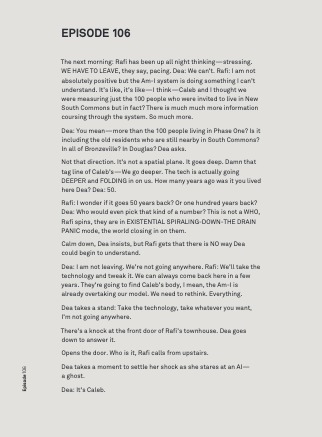 EPISODE 106
The next morning: Rafi has been up all night thinking—stressing.
WE HAVE TO LEAVE, they say, pacing. Dea: We can't. Rafi: I am not
absolutely positive but the Am-I system is doing something I can't
understand. It's like, it's like—I think—Caleb and I thought we
were measuring just the 100 people who were invited to live in New
South Commons but in fact? There is much much more information
coursing through the system. So much more.
Dea: You mean—more than the 100 people living in Phase One? Is it
including the old residents who are still nearby in South Commons?
In all of Bronzeville? In Douglas? Dea asks.
Not that direction. It's not a spatial plane. It goes deep. Damn that
tag line of Caleb's—We go deeper. The tech is actually going
DEEPER and FOLDING in on us. How many years ago was it you lived
here Dea? Dea: 50.
Rafi: I wonder if it goes 50 years back? Or one hundred years back?
Dea: Who would even pick that kind of a number? This is not a WHO,
Rafi spins, they are in EXISTENTIAL SPIRALING-DOWN-THE DRAIN
PANIC mode, the world closing in on them.
Calm down, Dea insists, but Rafi gets that there is NO way Dea
could begin to understand.
Dea: I am not leaving. We're not going anywhere. Rafi: We'll take the
technology and tweak it. We can always come back here in a few
years. They're going to find Caleb's body, I mean, the Am-I is
already overtaking our model. We need to rethink. Everything.
Dea takes a stand: Take the technology, take whatever you want,
I'm not going anywhere.
There's a knock at the front door of Rafi's townhouse. Dea goes
down to answer it.
Opens the door. Who is it, Rafi calls from upstairs.
Dea takes a moment to settle her shock as she stares at an AI—
a ghost.
Dea: It's Caleb.
Episode 106